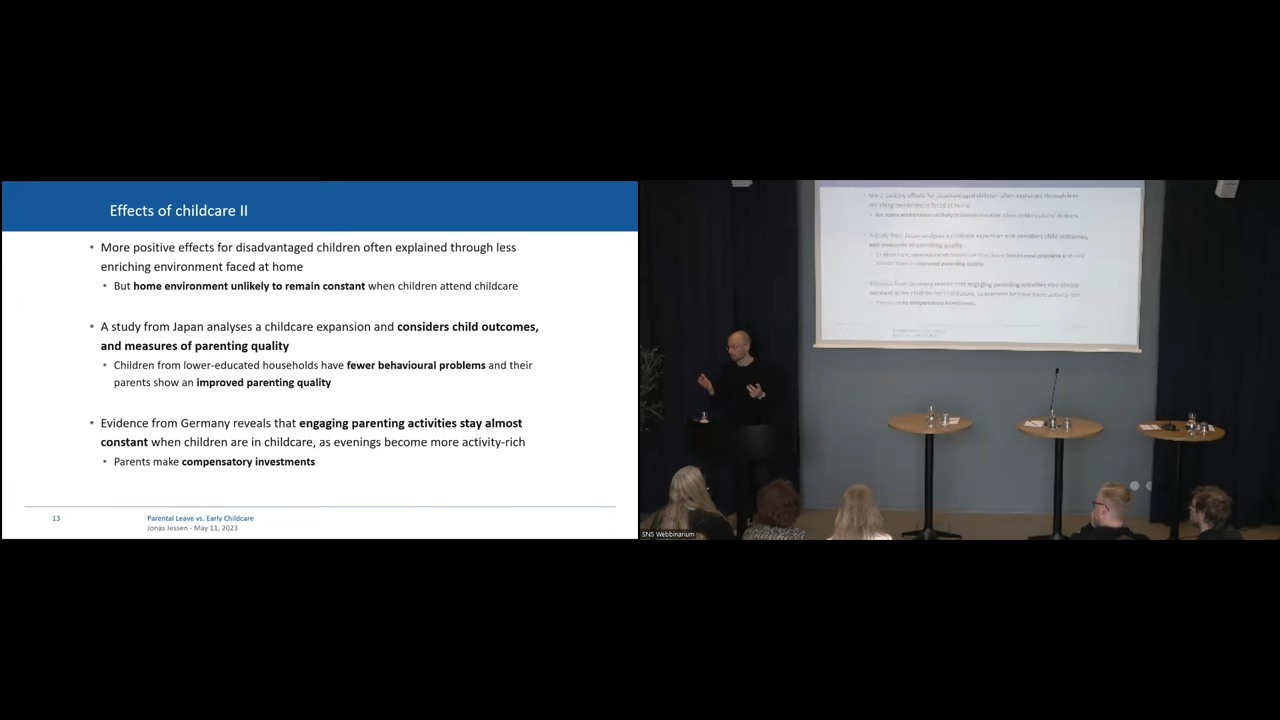 Effects of childcare II
• More positive effects for disadvantaged children often explained through less
enriching environment faced at home
• But home environment unlikely to remain constant when children attend childcare
• A study from Japan analyses a childcare expansion and considers child outcomes,
and measures of parenting quality
• Children from lower-educated households have fewer behavioural problems and their
parents show an improved parenting quality
• Evidence from Germany reveals that engaging parenting activities stay almost
constant when children are in childcare, as evenings become more activity-rich
• Parents make compensatory investments
13
Parental Leave vs. Early Childcare
Jonas Jessen - May 11, 2023
SNS Webbinarium